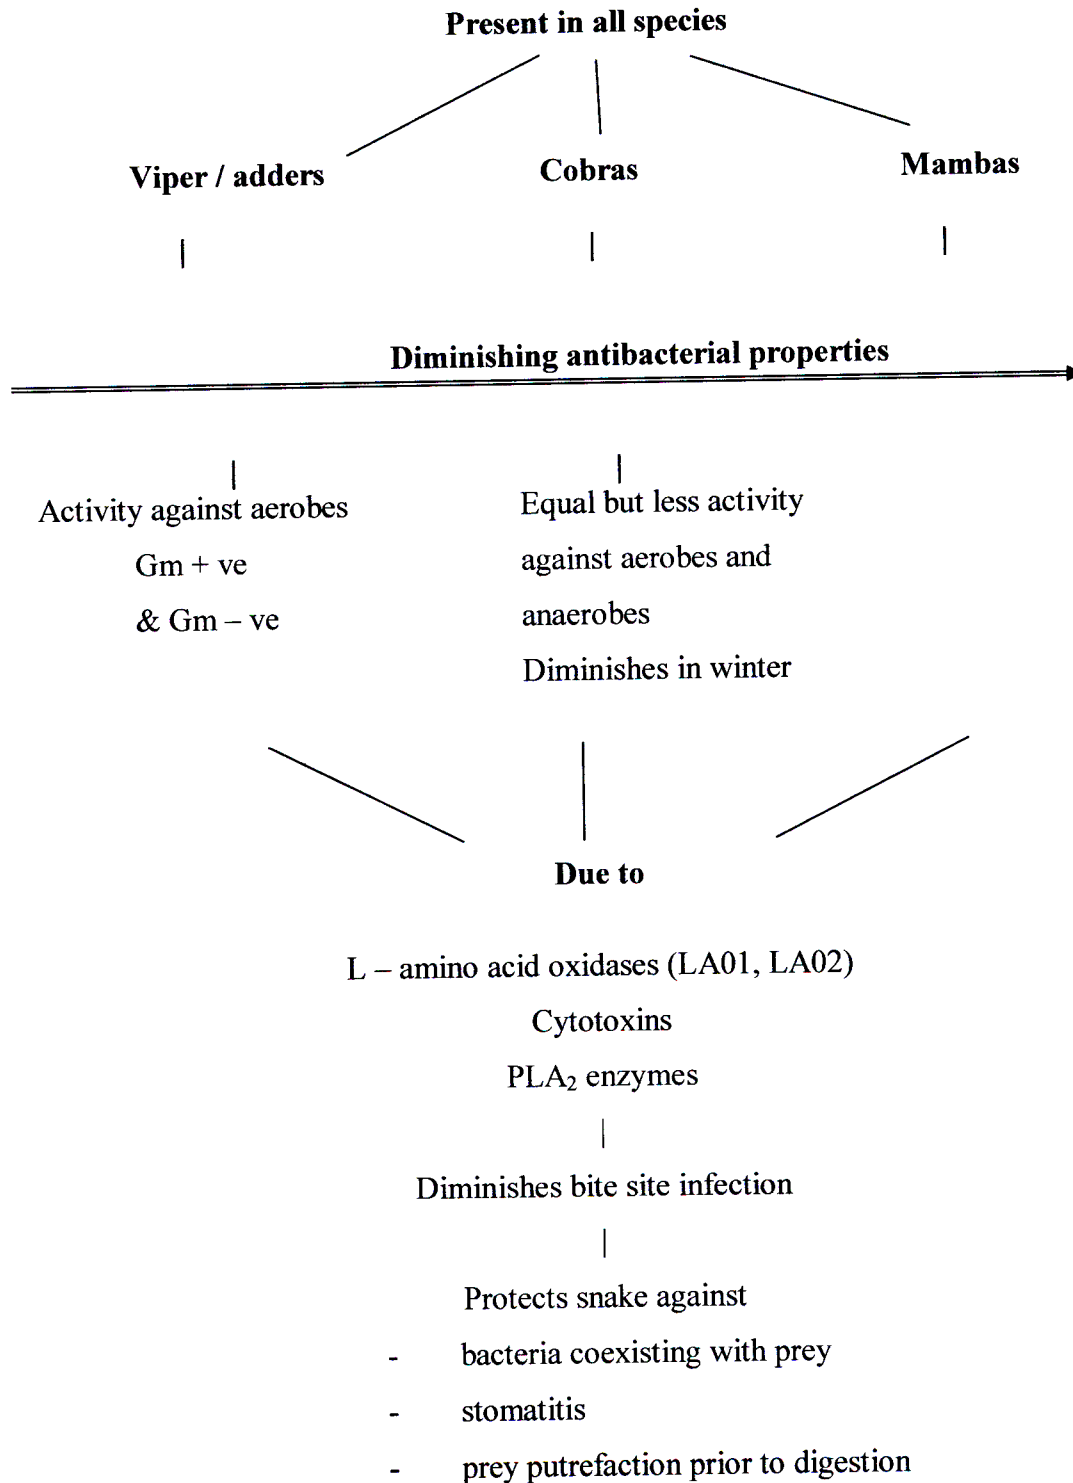 Present in all species
Viper / adders
Cobras
Mambas
Diminishing antibacterial properties
Activity against aerobes
Gm + ve
& Gm – ve
Equal but less activity
against aerobes and
anaerobes
Diminishes in winter
Due to
L – amino acid oxidases (LA01, LA02)
Cytotoxins
PLA₂ enzymes
Diminishes bite site infection
Protects snake against
- bacteria coexisting with prey
- stomatitis
- prey putrefaction prior to digestion